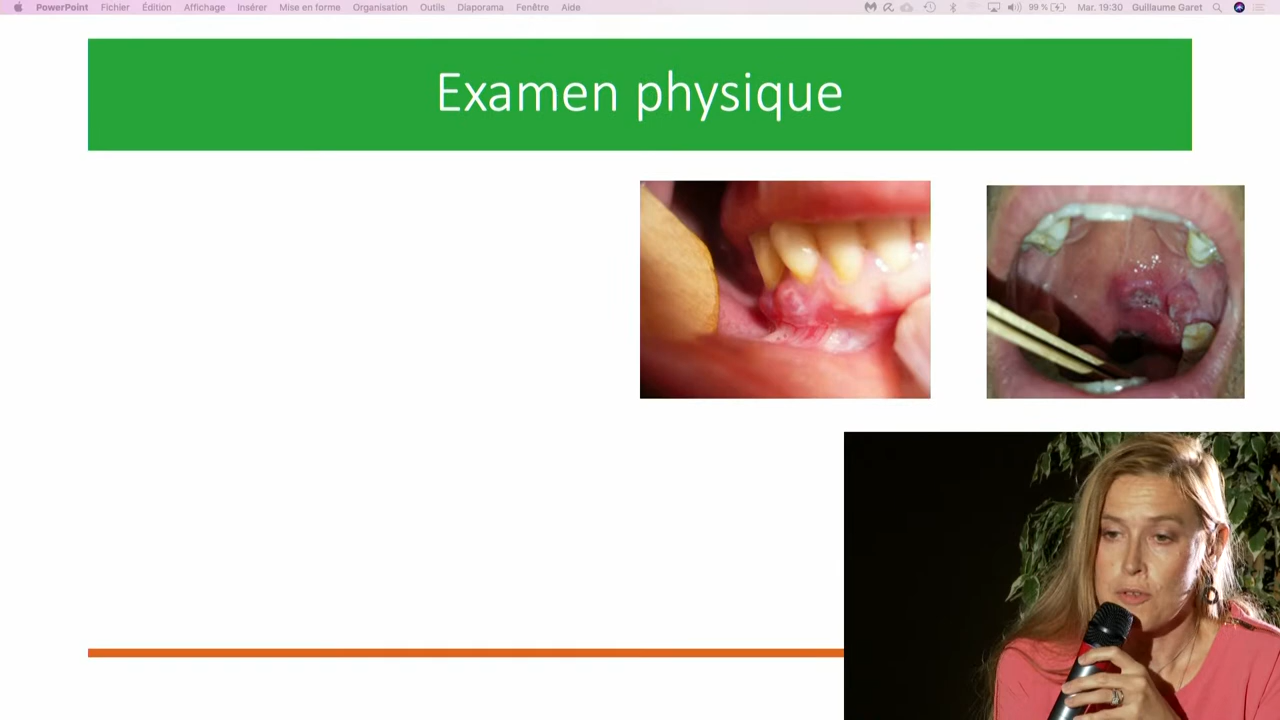 PowerPoint Fichier Édition Affichage Insérer Mise en forme Organisation Outils Diaporama Fenêtre Aide 99 % Mar. 19:30 Guillaume Garet
Examen physique